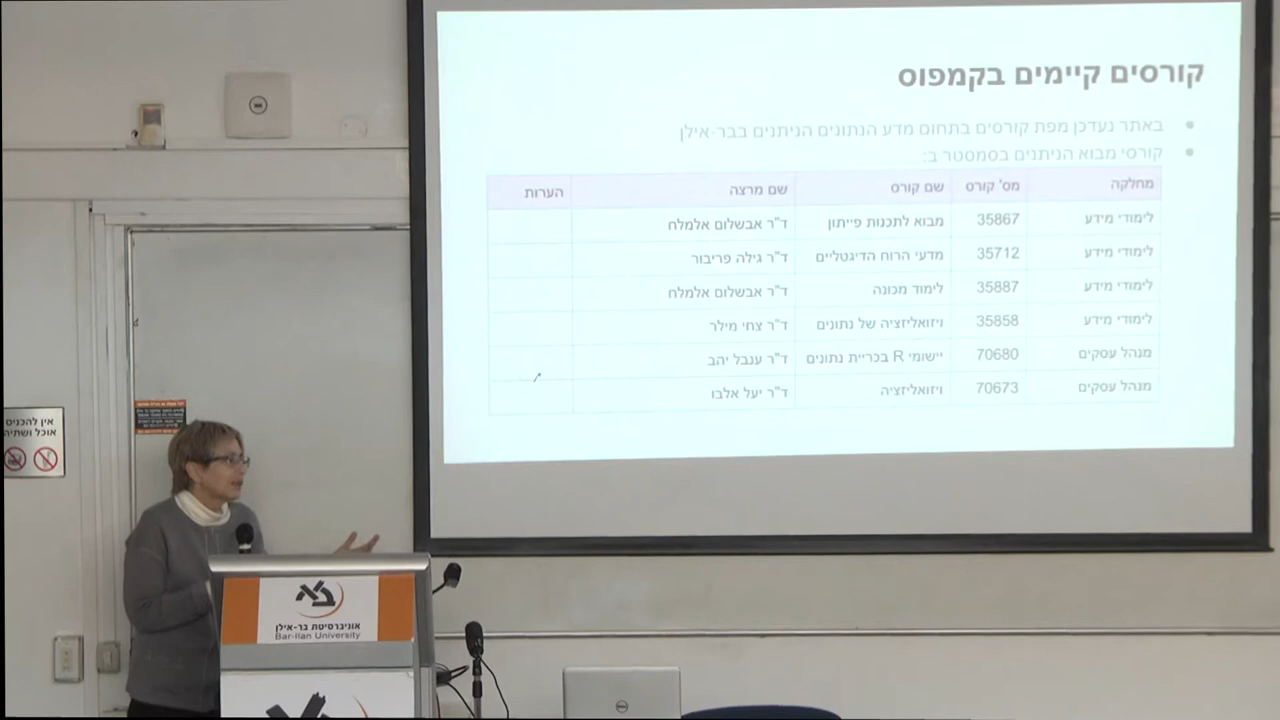 קורסים קיימים בקמפוס
באתר נעדכן מפת קורסים בתחום מדע הנתונים הניתנים בבר-אילן
קורסי מבוא הניתנים בסמסטר ב:
מחלקה מס' קורס שם קורס שם מרצה הערות
לימודי מידע 35867 מבוא לתכנות פייתון ד"ר אבשלום אלמלח
לימודי מידע 35712 מדעי הרוח הדיגטליים ד"ר גילה פריבור
לימודי מידע 35887 לימוד מכונה ד"ר אבשלום אלמלח
לימודי מידע 35858 ויזואליזציה של נתונים ד"ר צחי מילר
מנהל עסקים 70680 יישומי R בכריית נתונים ד"ר ענבל יהב
מנהל עסקים 70673 ויזואליזציה ד"ר יעל אלבו
אין להכניס
אוכל ושתיה
אוניברסיטת בר-אילן
Bar-Ilan University
DELL